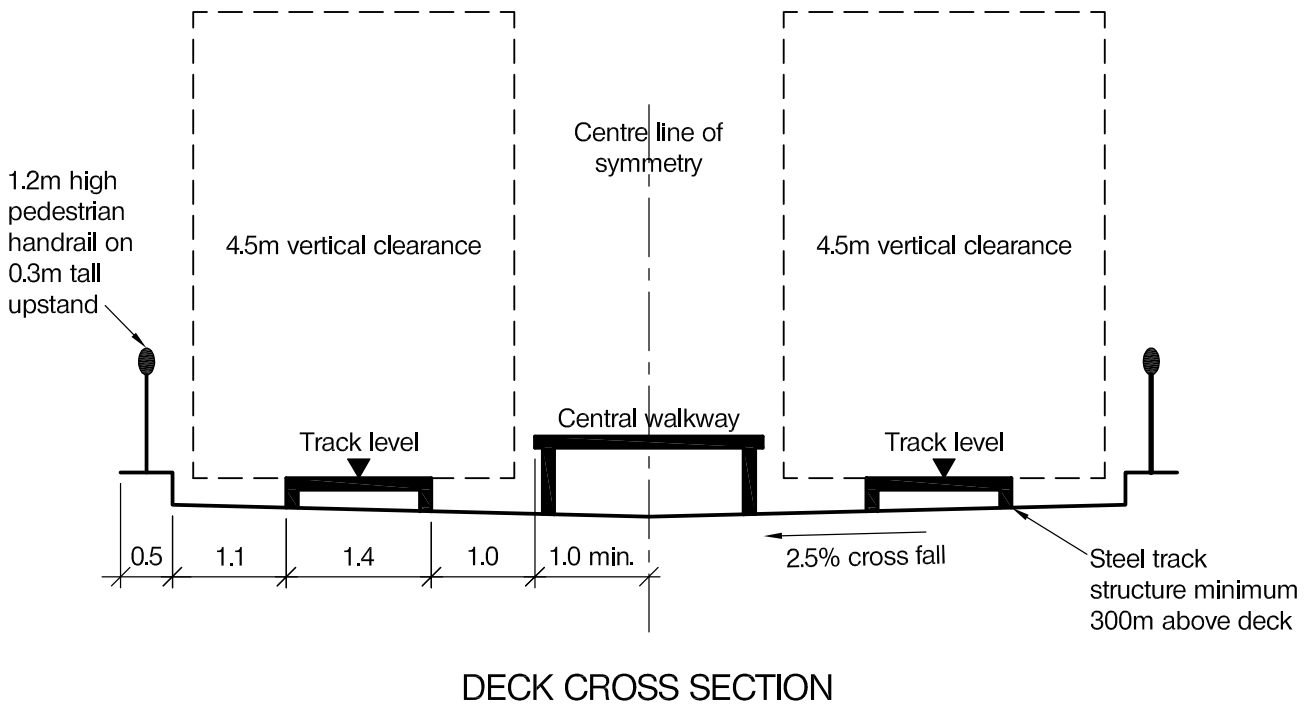 Centre line of
symmetry
1.2m high
pedestrian
handrail on
0.3m tall
upstand
4.5m vertical clearance
4.5m vertical clearance
Central walkway
Track level
Track level
0.5
1.1
1.4
1.0
1.0 min.
2.5% cross fall
Steel track
structure minimum
300m above deck
DECK CROSS SECTION